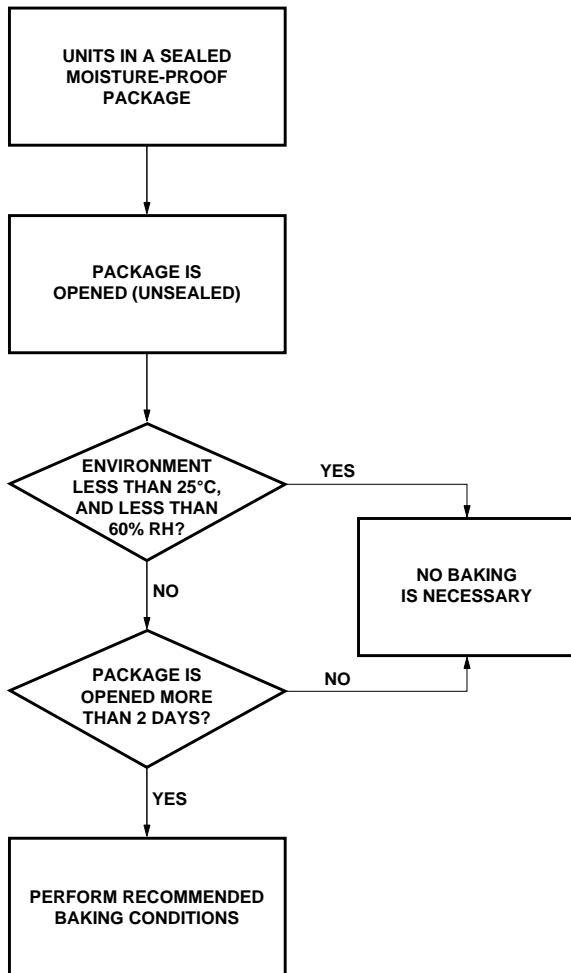 UNITS IN A SEALED
MOISTURE-PROOF
PACKAGE
PACKAGE IS
OPENED (UNSEALED)
ENVIRONMENT
LESS THAN 25°C,
AND LESS THAN
60% RH?
YES
NO BAKING
IS NECESSARY
NO
PACKAGE IS
OPENED MORE
THAN 2 DAYS?
NO
YES
PERFORM RECOMMENDED
BAKING CONDITIONS